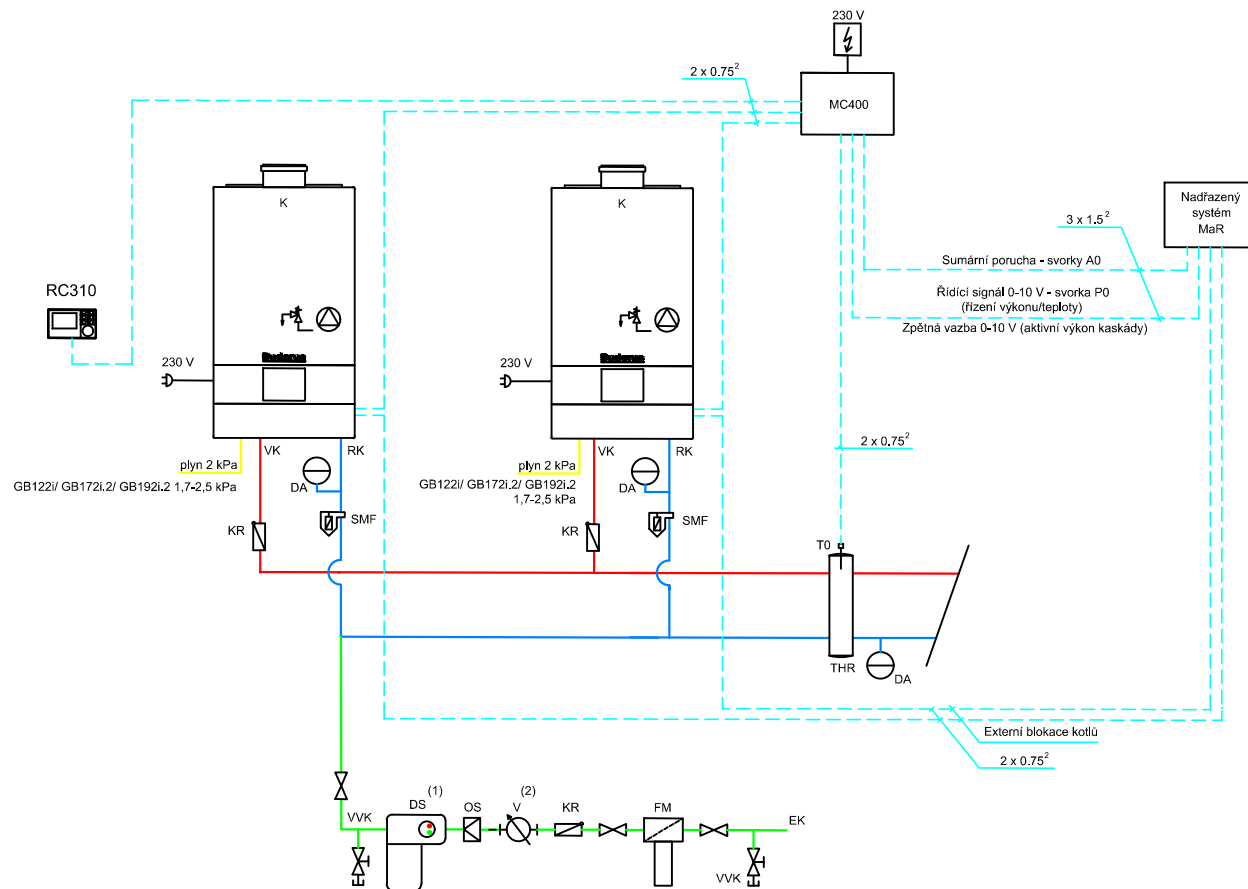 230 V
2 x 0.75²
MC400
K
K
Nadřazený
systém
MaR
3 x 1.5²
Sumární porucha - svorky A0
RC310
Řídící signál 0-10 V - svorka P0
(řízení výkonu/teploty)
Zpětná vazba 0-10 V (aktivní výkon kaskády)
Buderus
Buderus
230 V
230 V
VK
RK
VK
RK
2 x 0.75²
plyn 2 kPa
plyn 2 kPa
GB122i/ GB172i.2/ GB192i.2 1,7-2,5 kPa
DA
GB122i/ GB172i.2/ GB192i.2
1,7-2,5 kPa
DA
KR
SMF
KR
SMF
T0
THR
DA
Externí blokace kotlů
2 x 0.75²
VVK
DS
(1)
OS
V
(2)
KR
FM
EK
VVK